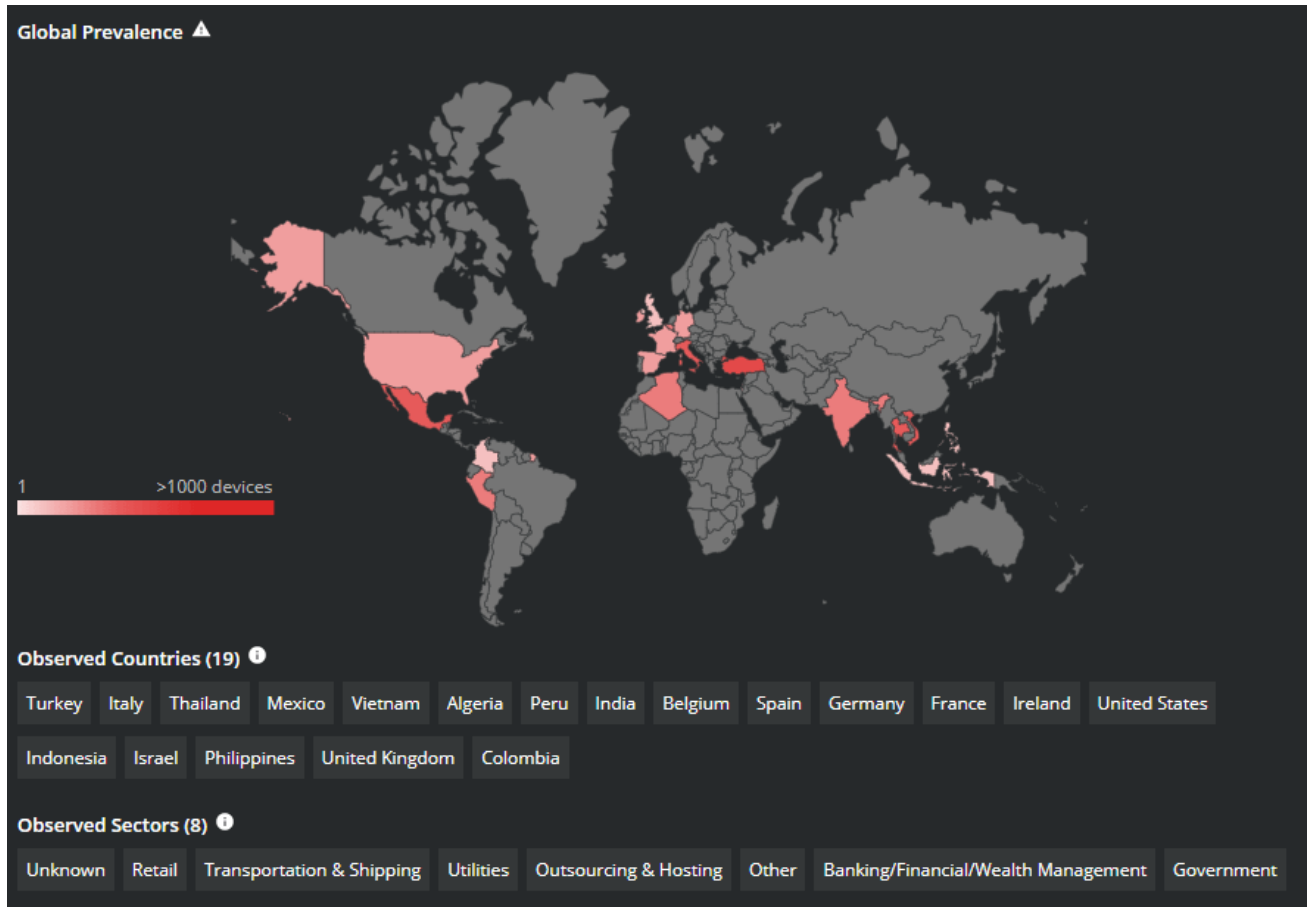 Global Prevalence
1 >1000 devices
Observed Countries (19)
Turkey Italy Thailand Mexico Vietnam Algeria Peru India Belgium Spain Germany France Ireland United States
Indonesia Israel Philippines United Kingdom Colombia
Observed Sectors (8)
Unknown Retail Transportation & Shipping Utilities Outsourcing & Hosting Other Banking/Financial/Wealth Management Government